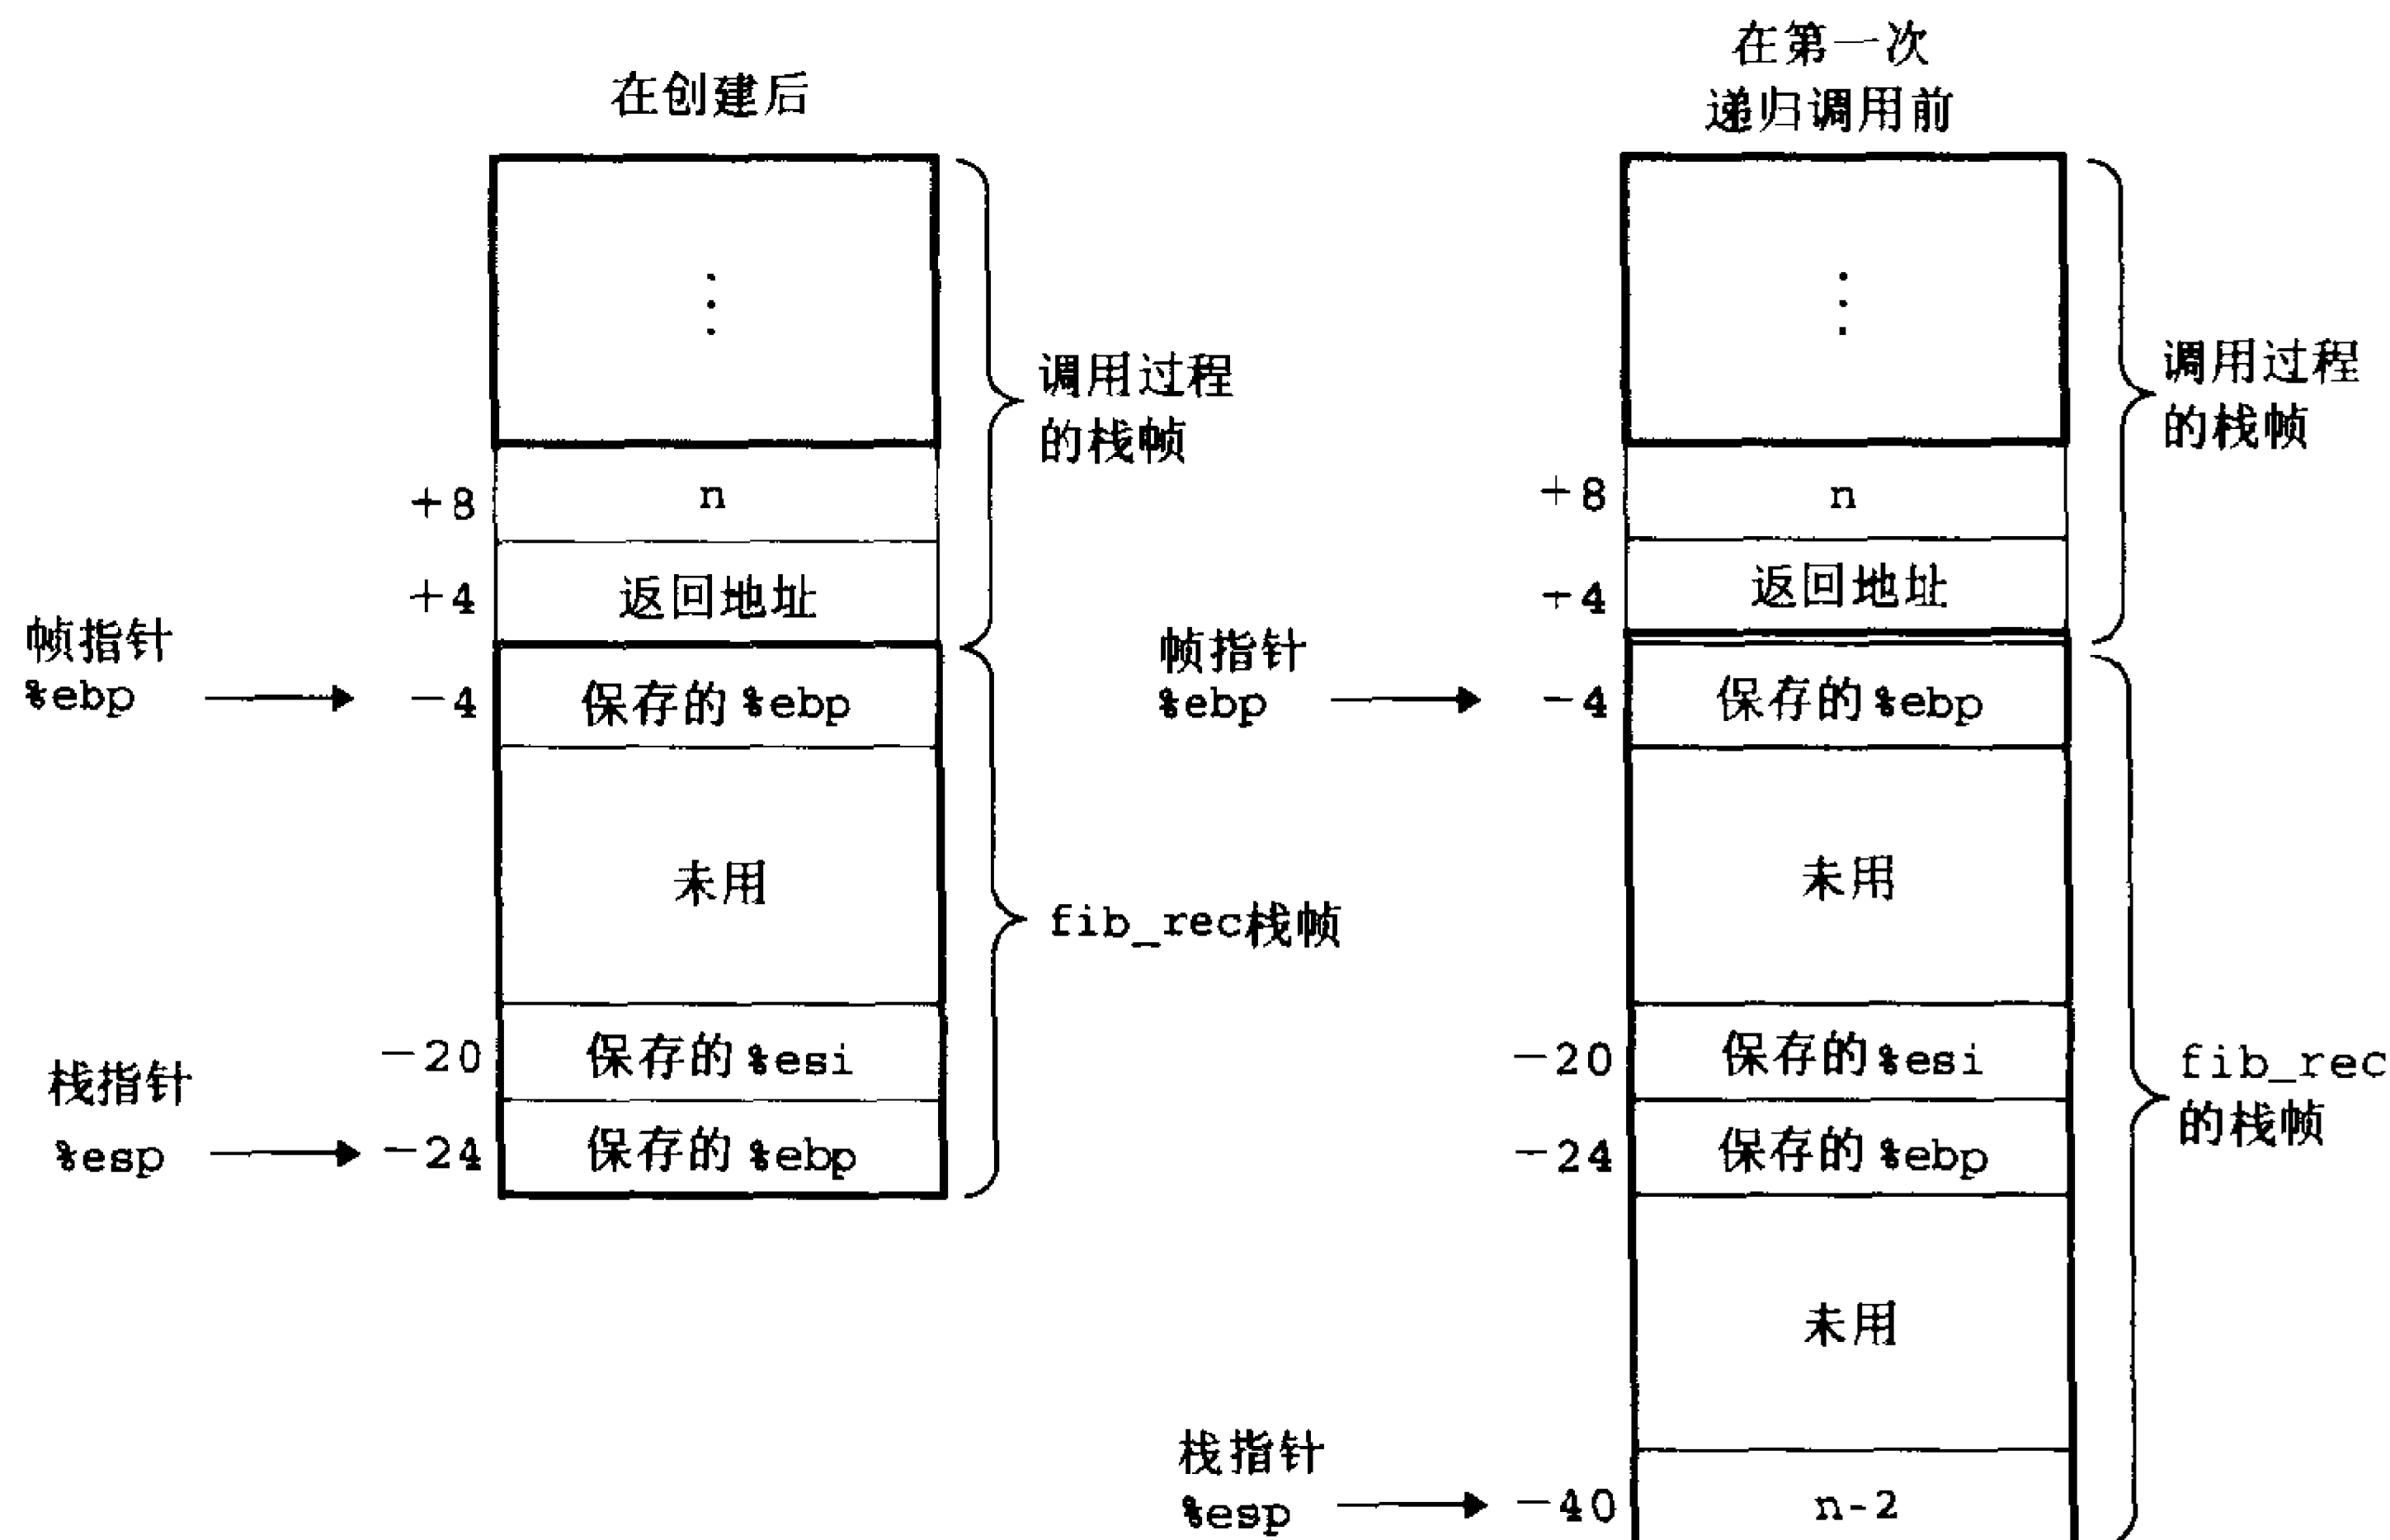 在创建后
⋮
调用过程
的栈帧
+8 n
+4 返回地址
帧指针
%ebp -4 保存的%ebp
未用
fib_rec栈帧
-20 保存的%esi
栈指针
%esp -24 保存的%ebp
在第一次
递归调用前
⋮
调用过程
的栈帧
+8 n
+4 返回地址
帧指针
%ebp -4 保存的%ebp
未用
-20 保存的%esi
fib_rec
的栈帧
-24 保存的%ebp
未用
栈指针
%esp -40 n-2